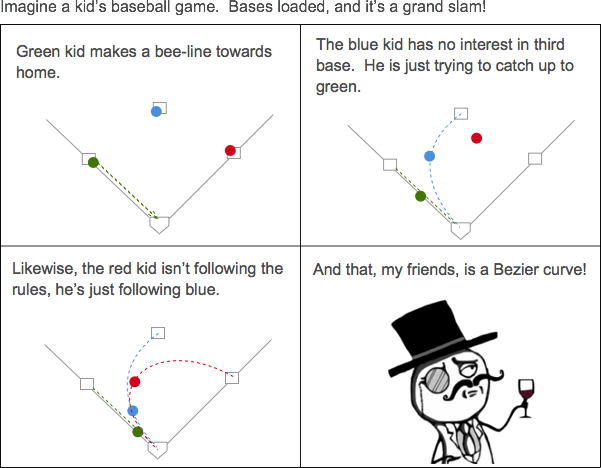 Imagine a kid's baseball game.  Bases loaded, and it's a grand slam!
Green kid makes a bee-line towards
home.
The blue kid has no interest in third
base.  He is just trying to catch up to
green.
Likewise, the red kid isn't following the
rules, he's just following blue.
And that, my friends, is a Bezier curve!